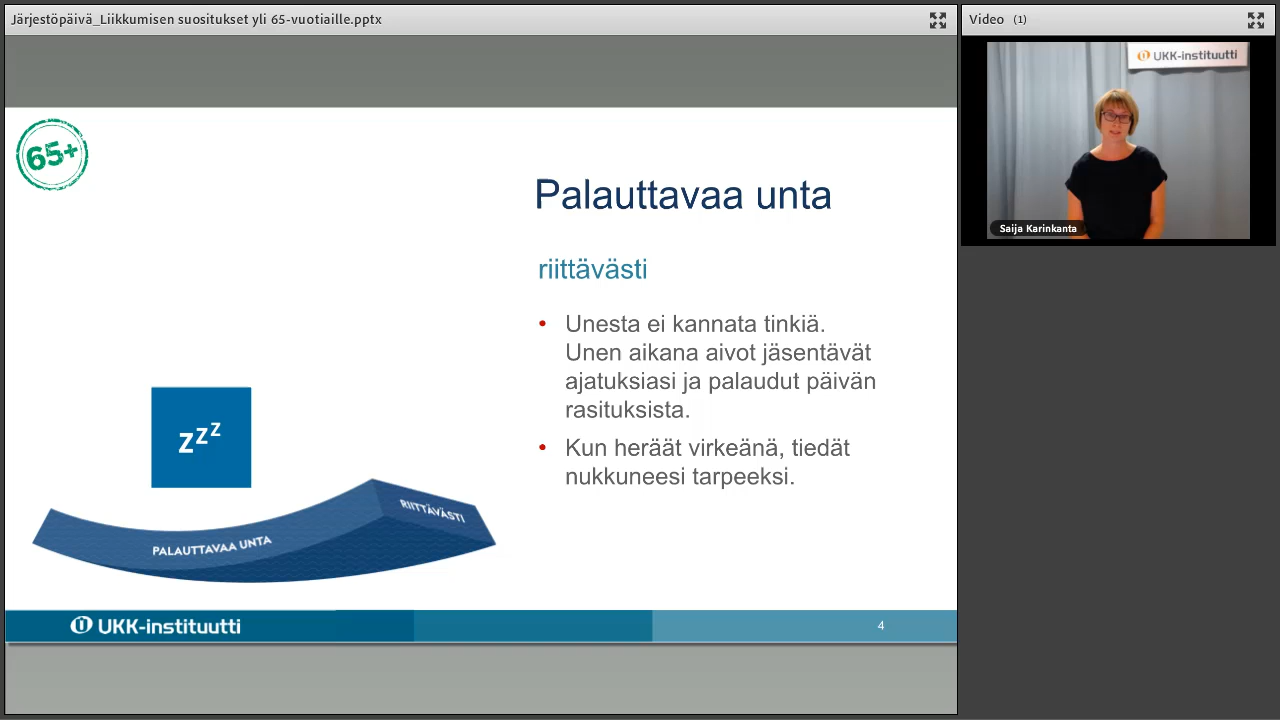 Järjestöpäivä_Liikkumisen suositukset yli 65-vuotiaille.pptx
Video (1)
UKK-instituutti
Saija Karinkanta
65+
Palauttavaa unta
riittävästi
• Unesta ei kannata tinkiä.
Unen aikana aivot jäsentävät
ajatuksiasi ja palaudut päivän
rasituksista.
• Kun heräät virkeänä, tiedät
nukkuneesi tarpeeksi.
zzz
RIITTÄVÄSTI
PALAUTTAVAA UNTA
UKK-instituutti
4